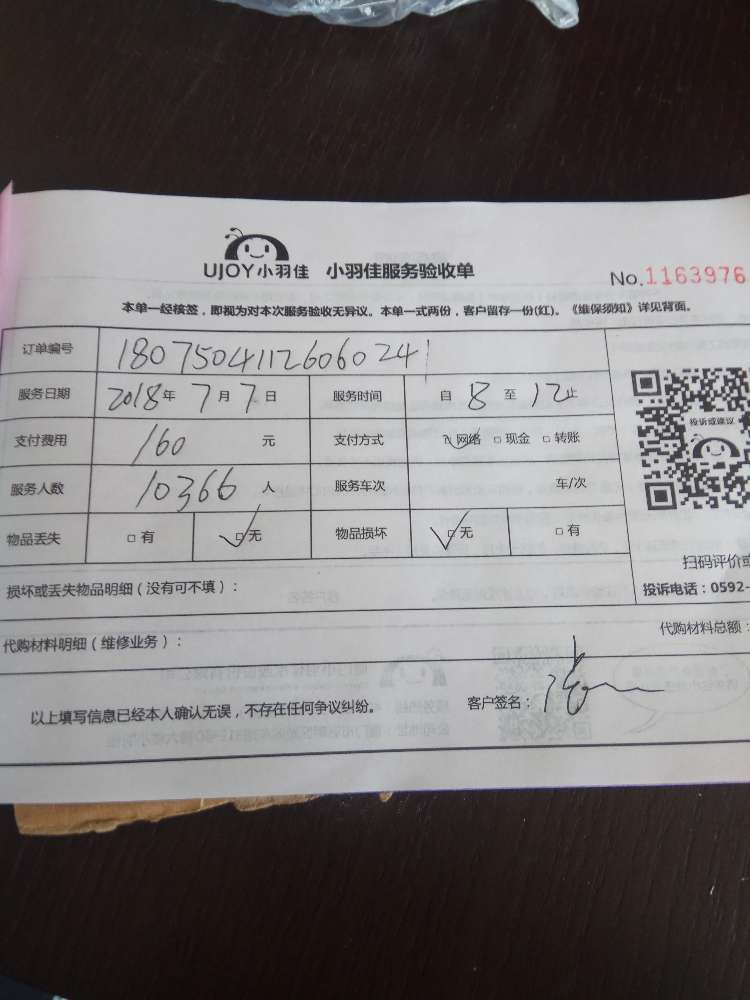 UJOY小羽佳 小羽佳服务验收单
No.1163976
本单一经核签，即视为对本次服务验收无异议。本单一式两份，客户留存一份(红)。《维保须知》详见背面。
订单编号 18075041126060241
服务日期 2018年 7月 7日 服务时间 自 8 至 12止
支付费用 160 元 支付方式 网络 现金 转账
服务人数 10366 人 服务车次 车/次
投诉或建议
物品丢失 有 无 物品损坏 无 有
扫码评价或
损坏或丢失物品明细（没有可不填）：
投诉电话：0592-
代购材料明细（维修业务）：
代购材料总额：
以上填写信息已经本人确认无误，不存在任何争议纠纷。
客户签名：